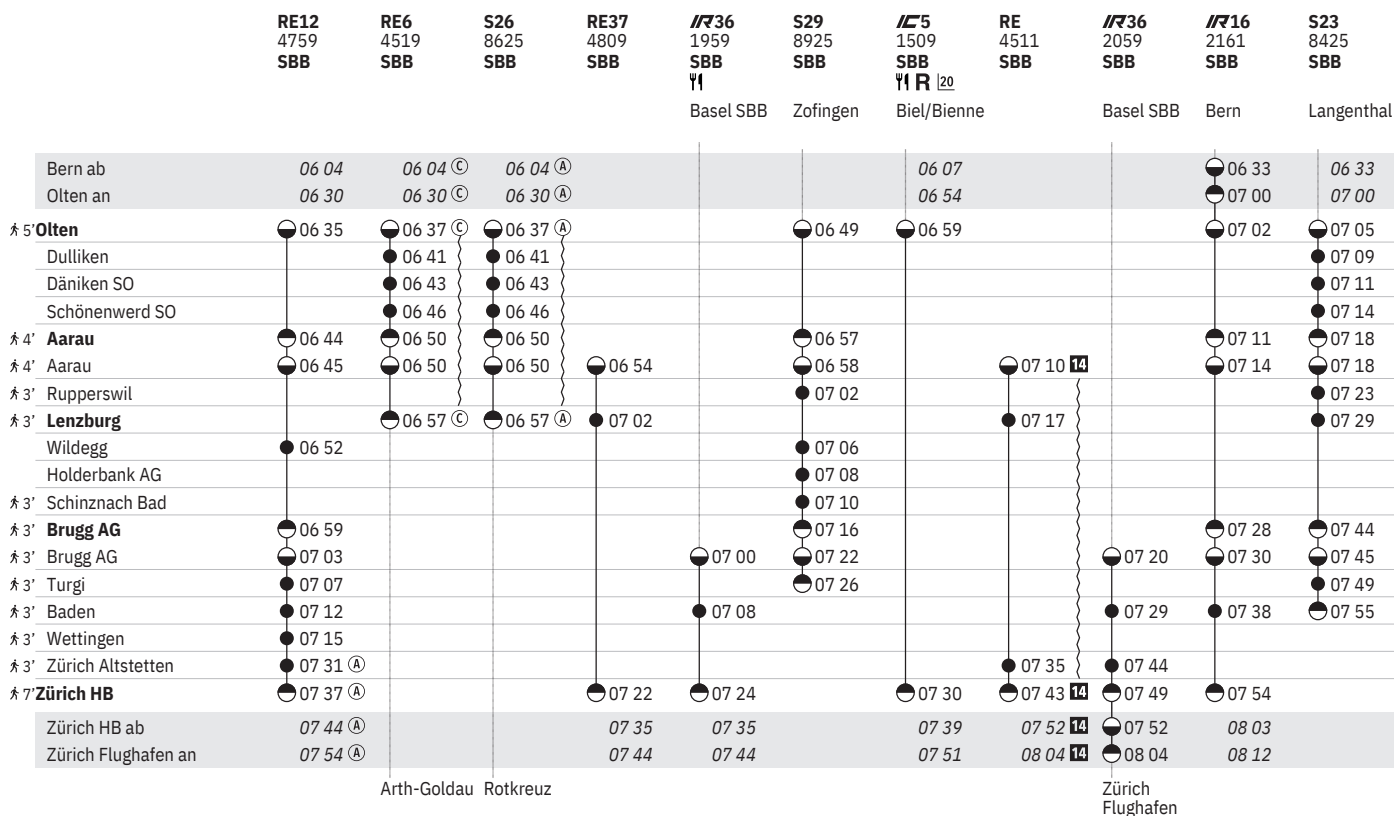 RE12 RE6 S26 RE37 IR36 S29 IC5 RE IR36 IR16 S23
4759 4519 8625 4809 1959 8925 1509 4511 2059 2161 8425
SBB SBB SBB SBB SBB SBB SBB SBB SBB SBB SBB
R 20
Basel SBB Zofingen Biel/Bienne Basel SBB Bern Langenthal
Bern ab 06 04 06 04 Ⓒ 06 04 Ⓐ 06 07 06 33 06 33
Olten an 06 30 06 30 Ⓒ 06 30 Ⓐ 06 54 07 00 07 00
5’ Olten 06 35 06 37 Ⓒ 06 37 Ⓐ 06 49 06 59 07 02 07 05
Dulliken 06 41 06 41 07 09
Däniken SO 06 43 06 43 07 11
Schönenwerd SO 06 46 06 46 07 14
4’ Aarau 06 44 06 50 06 50 06 57 07 11 07 18
4’ Aarau 06 45 06 50 06 50 06 54 06 58 07 10 14 07 14 07 18
3’ Rupperswil 07 02 07 23
3’ Lenzburg 06 57 Ⓒ 06 57 Ⓐ 07 02 07 17 07 29
Wildegg 06 52 07 06
Holderbank AG 07 08
3’ Schinznach Bad 07 10
3’ Brugg AG 06 59 07 16 07 28 07 44
3’ Brugg AG 07 03 07 00 07 22 07 20 07 30 07 45
3’ Turgi 07 07 07 26 07 49
3’ Baden 07 12 07 08 07 29 07 38 07 55
3’ Wettingen 07 15
3’ Zürich Altstetten 07 31 Ⓐ 07 35 07 44
7’ Zürich HB 07 37 Ⓐ 07 22 07 24 07 30 07 43 14 07 49 07 54
Zürich HB ab 07 44 Ⓐ 07 35 07 35 07 39 07 52 14 07 52 08 03
Zürich Flughafen an 07 54 Ⓐ 07 44 07 44 07 51 08 04 14 08 04 08 12
Arth-Goldau Rotkreuz Zürich
Flughafen